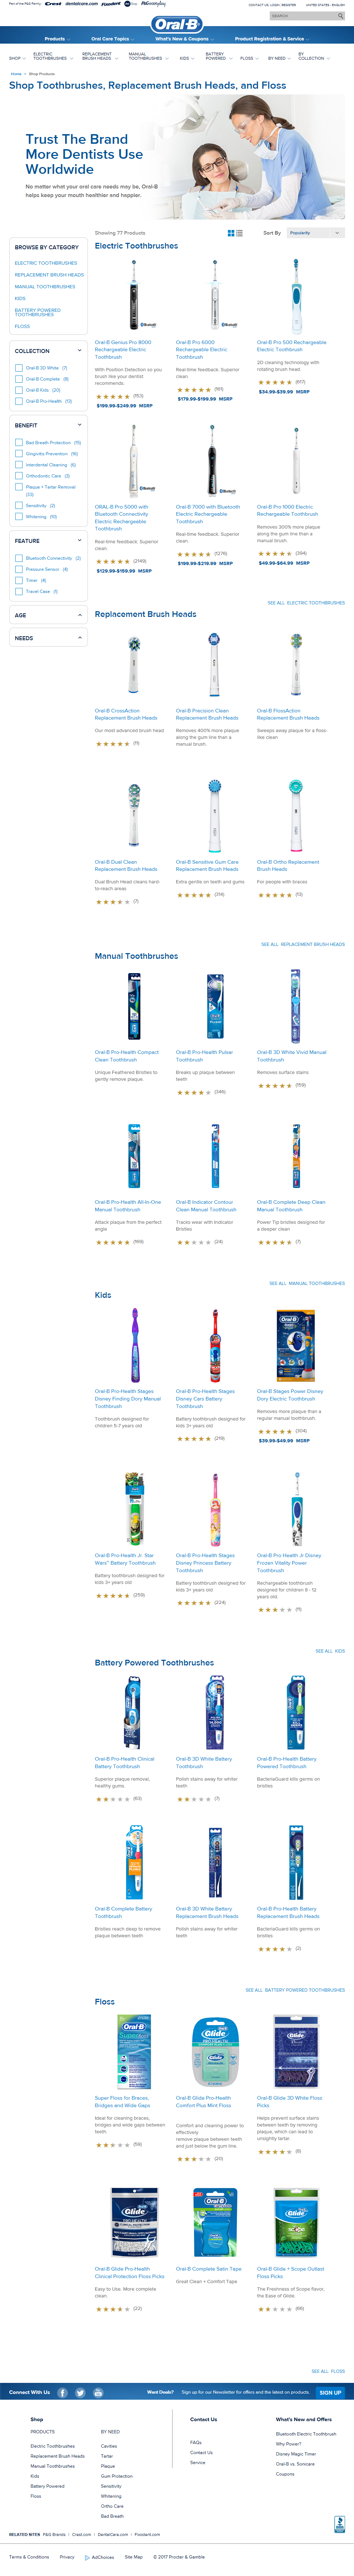 Part of the P&G Family
Crest
dentalcare.com
Fixodent
P&G everyday
CONTACT US LOGIN | REGISTER
UNITED STATES - ENGLISH
SEARCH
Oral-B
Products
Oral Care Topics
What's New & Coupons
Product Registration & Service
SHOP
ELECTRIC TOOTHBRUSHES
REPLACEMENT BRUSH HEADS
MANUAL TOOTHBRUSHES
KIDS
BATTERY POWERED
FLOSS
BY NEED
BY COLLECTION
Home > Shop Products
Shop Toothbrushes, Replacement Brush Heads, and Floss
Trust The Brand
More Dentists Use
Worldwide
No matter what your oral care needs may be, Oral-B
helps keep your mouth healthier and happier.
Showing 77 Products
Sort By
Popularity
BROWSE BY CATEGORY
ELECTRIC TOOTHBRUSHES
REPLACEMENT BRUSH HEADS
MANUAL TOOTHBRUSHES
KIDS
BATTERY POWERED
TOOTHBRUSHES
FLOSS
COLLECTION
Oral-B 3D White (7)
Oral-B Complete (8)
Oral-B Kids (20)
Oral-B Pro-Health (13)
BENEFIT
Bad Breath Protection (15)
Gingivitis Prevention (16)
Interdental Cleaning (6)
Orthodontic Care (3)
Plaque + Tartar Removal
(33)
Sensitivity (2)
Whitening (10)
FEATURE
Bluetooth Connectivity (2)
Pressure Sensor (4)
Timer (4)
Travel Case (1)
AGE
NEEDS
Electric Toothbrushes
Bluetooth
Oral-B Genius Pro 8000
Rechargeable Electric
Toothbrush
With Position Detection so you
brush like your dentist
recommends.
(153)
$199.99-$249.99 MSRP
Bluetooth
Oral-B Pro 6000
Rechargeable Electric
Toothbrush
Real-time feedback. Superior
clean.
(197)
$179.99-$199.99 MSRP
Oral-B Pro 500 Rechargeable
Electric Toothbrush
2D cleaning technology with
rotating brush head.
(617)
$34.99-$39.99 MSRP
ORAL-B Pro 5000 with
Bluetooth Connectivity
Electric Rechargeable
Toothbrush
Real-time feedback. Superior
clean.
(2149)
$129.99-$159.99 MSRP
Bluetooth
Oral-B 7000 with Bluetooth
Electric Rechargeable
Toothbrush
Real-time feedback. Superior
clean.
(1276)
$199.99-$219.99 MSRP
Oral-B Pro 1000 Electric
Rechargeable Toothbrush
Removes 300% more plaque
along the gum line than a
manual brush.
(384)
$49.99-$64.99 MSRP
SEE ALL ELECTRIC TOOTHBRUSHES
Replacement Brush Heads
Oral-B CrossAction
Replacement Brush Heads
Our most advanced brush head
(11)
Oral-B Precision Clean
Replacement Brush Heads
Removes 400% more plaque
along the gum line than a
manual brush.
Oral-B FlossAction
Replacement Brush Heads
Sweeps away plaque for a floss-
like clean
Oral-B Dual Clean
Replacement Brush Heads
Dual Brush Head cleans hard-
to-reach areas
(7)
Oral-B Sensitive Gum Care
Replacement Brush Heads
Extra gentle on teeth and gums
(314)
Oral-B Ortho Replacement
Brush Heads
For people with braces
(13)
SEE ALL REPLACEMENT BRUSH HEADS
Manual Toothbrushes
Oral-B Pro-Health Compact
Clean Toothbrush
Unique Feathered Bristles to
gently remove plaque.
Oral-B Pro-Health Pulsar
Toothbrush
Breaks up plaque between
teeth
(346)
Oral-B 3D White Vivid Manual
Toothbrush
Removes surface stains
(159)
Oral-B Pro-Health All-In-One
Manual Toothbrush
Attack plaque from the perfect
angle
(169)
Oral-B Indicator Contour
Clean Manual Toothbrush
Tracks wear with Indicator
Bristles
(24)
Oral-B Complete Deep Clean
Manual Toothbrush
Power Tip bristles designed for
a deeper clean
(7)
SEE ALL MANUAL TOOTHBRUSHES
Kids
Oral-B Pro-Health Stages
Disney Finding Dory Manual
Toothbrush
Toothbrush designed for
children 5-7 years old
Oral-B Pro-Health Stages
Disney Cars Battery
Toothbrush
Battery toothbrush designed for
kids 3+ years old
(219)
Oral-B
Oral-B Stages Power Disney
Dory Electric Toothbrush
Removes more plaque than a
regular manual toothbrush.
(304)
$39.99-$49.99 MSRP
Oral-B Pro-Health Jr. Star
Wars™ Battery Toothbrush
Battery toothbrush designed for
kids 3+ years old
(259)
Oral-B Pro-Health Stages
Disney Princess Battery
Toothbrush
Battery toothbrush designed for
kids 3+ years old
(224)
Oral-B Pro Health Jr Disney
Frozen Vitality Power
Toothbrush
Rechargeable toothbrush
designed for children 8 - 12
years old
(11)
SEE ALL KIDS
Battery Powered Toothbrushes
Oral-B Pro-Health Clinical
Battery Toothbrush
Superior plaque removal,
healthy gums
(63)
Oral-B 3D White Battery
Toothbrush
Polish stains away for whiter
teeth
(7)
Oral-B Pro-Health Battery
Powered Toothbrush
BacteriaGuard kills germs on
bristles
Oral-B Complete Battery
Toothbrush
Bristles reach deep to remove
plaque between teeth
Oral-B 3D White Battery
Replacement Brush Heads
Polish stains away for whiter
teeth
Oral-B Pro-Health Battery
Replacement Brush Heads
BacteriaGuard kills germs on
bristles
(2)
SEE ALL BATTERY POWERED TOOTHBRUSHES
Floss
Oral-B
Super Floss for Braces,
Bridges and Wide Gaps
Ideal for cleaning braces,
bridges and wide gaps between
teeth.
(59)
Glide
Oral-B Glide Pro-Health
Comfort Plus Mint Floss
Comfort and cleaning power to
effectively
remove plaque between teeth
and just below the gum line.
(20)
Glide
Oral-B Glide 3D White Floss
Picks
Helps prevent surface stains
between teeth by removing
plaque, which can lead to
unsightly tartar
(9)
Glide
Oral-B Glide Pro-Health
Clinical Protection Floss Picks
Easy to Use. More complete
clean.
(22)
Oral-B
Oral-B Complete Satin Tape
Great Clean + Comfort Tape
Glide
Scope
Oral-B Glide + Scope Outlast
Floss Picks
The Freshness of Scope flavor,
the Ease of Glide.
(66)
SEE ALL FLOSS
Connect With Us
Want Deals?
Sign up for our Newsletter for offers and the latest on products.
SIGN UP
Shop
PRODUCTS
Electric Toothbrushes
Replacement Brush Heads
Manual Toothbrushes
Kids
Battery Powered
Floss
BY NEED
Cavities
Tartar
Plaque
Gum Protection
Sensitivity
Whitening
Ortho Care
Bad Breath
Contact Us
FAQs
Contact Us
Service
What's New and Offers
Bluetooth Electric Toothbrush
Why Power?
Disney Magic Timer
Oral-B vs. Sonicare
Coupons
RELATED SITES P&G Brands | Crest.com | DentalCare.com | Fixodent.com
Terms & Conditions
Privacy
AdChoices
Site Map
© 2017 Procter & Gamble